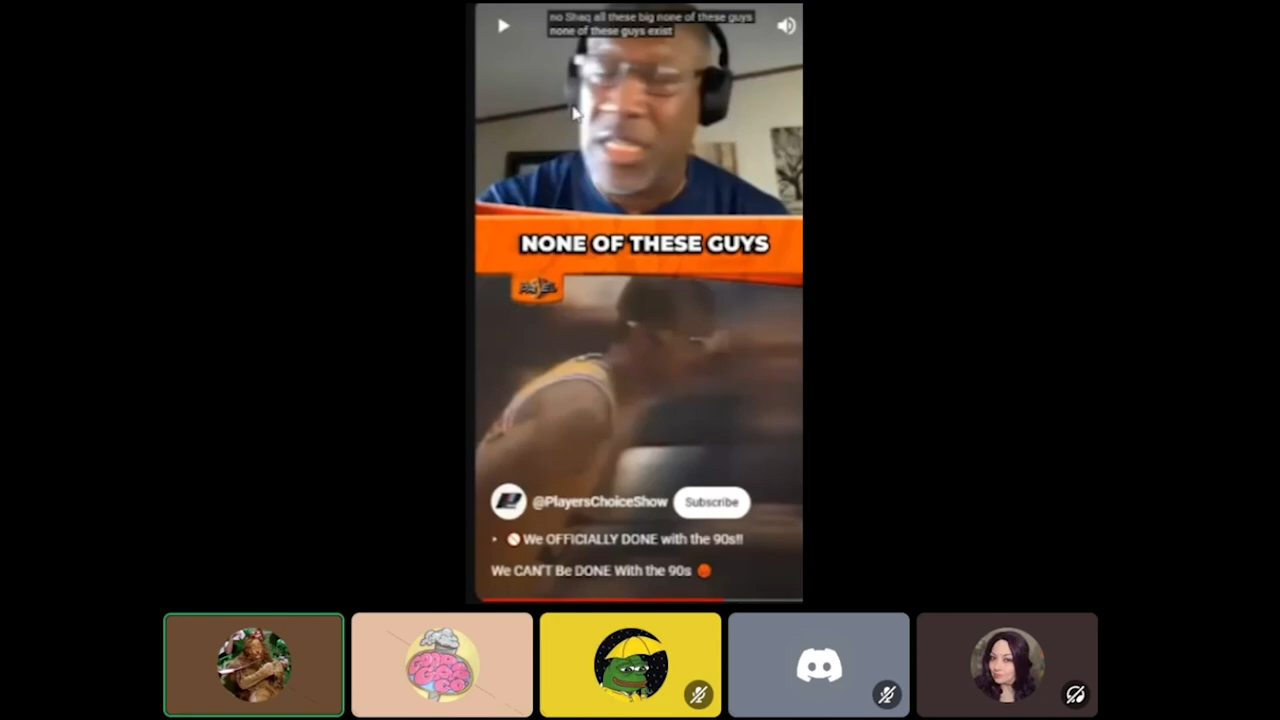 no Shaq all these big none of these guys
none of these guys exist
NONE OF THESE GUYS
@PlayersChoiceShow Subscribe
We OFFICIALLY DONE with the 90s!!
We CAN'T Be DONE With the 90s